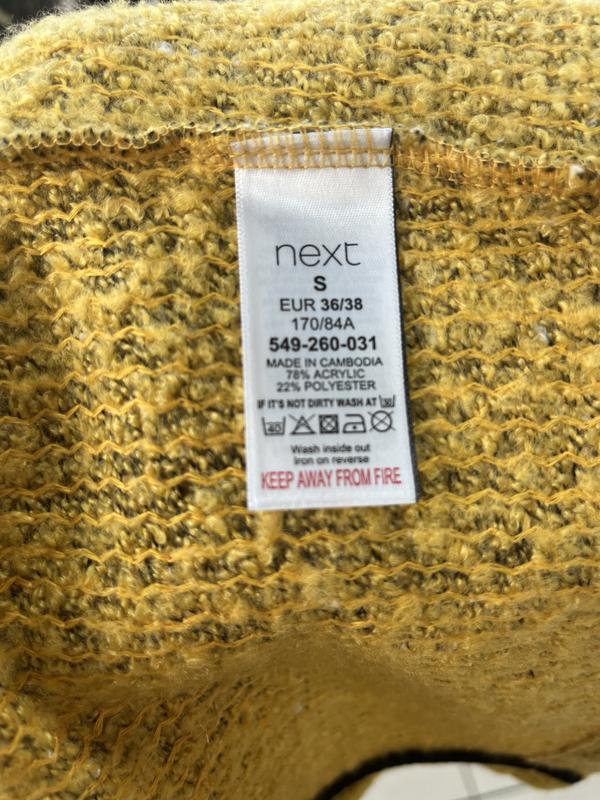 next
S
EUR 36/38
170/84A
549-260-031
MADE IN CAMBODIA
78% ACRYLIC
22% POLYESTER
IF IT'S NOT DIRTY WASH AT 30
40
Wash inside out
Iron on reverse
KEEP AWAY FROM FIRE